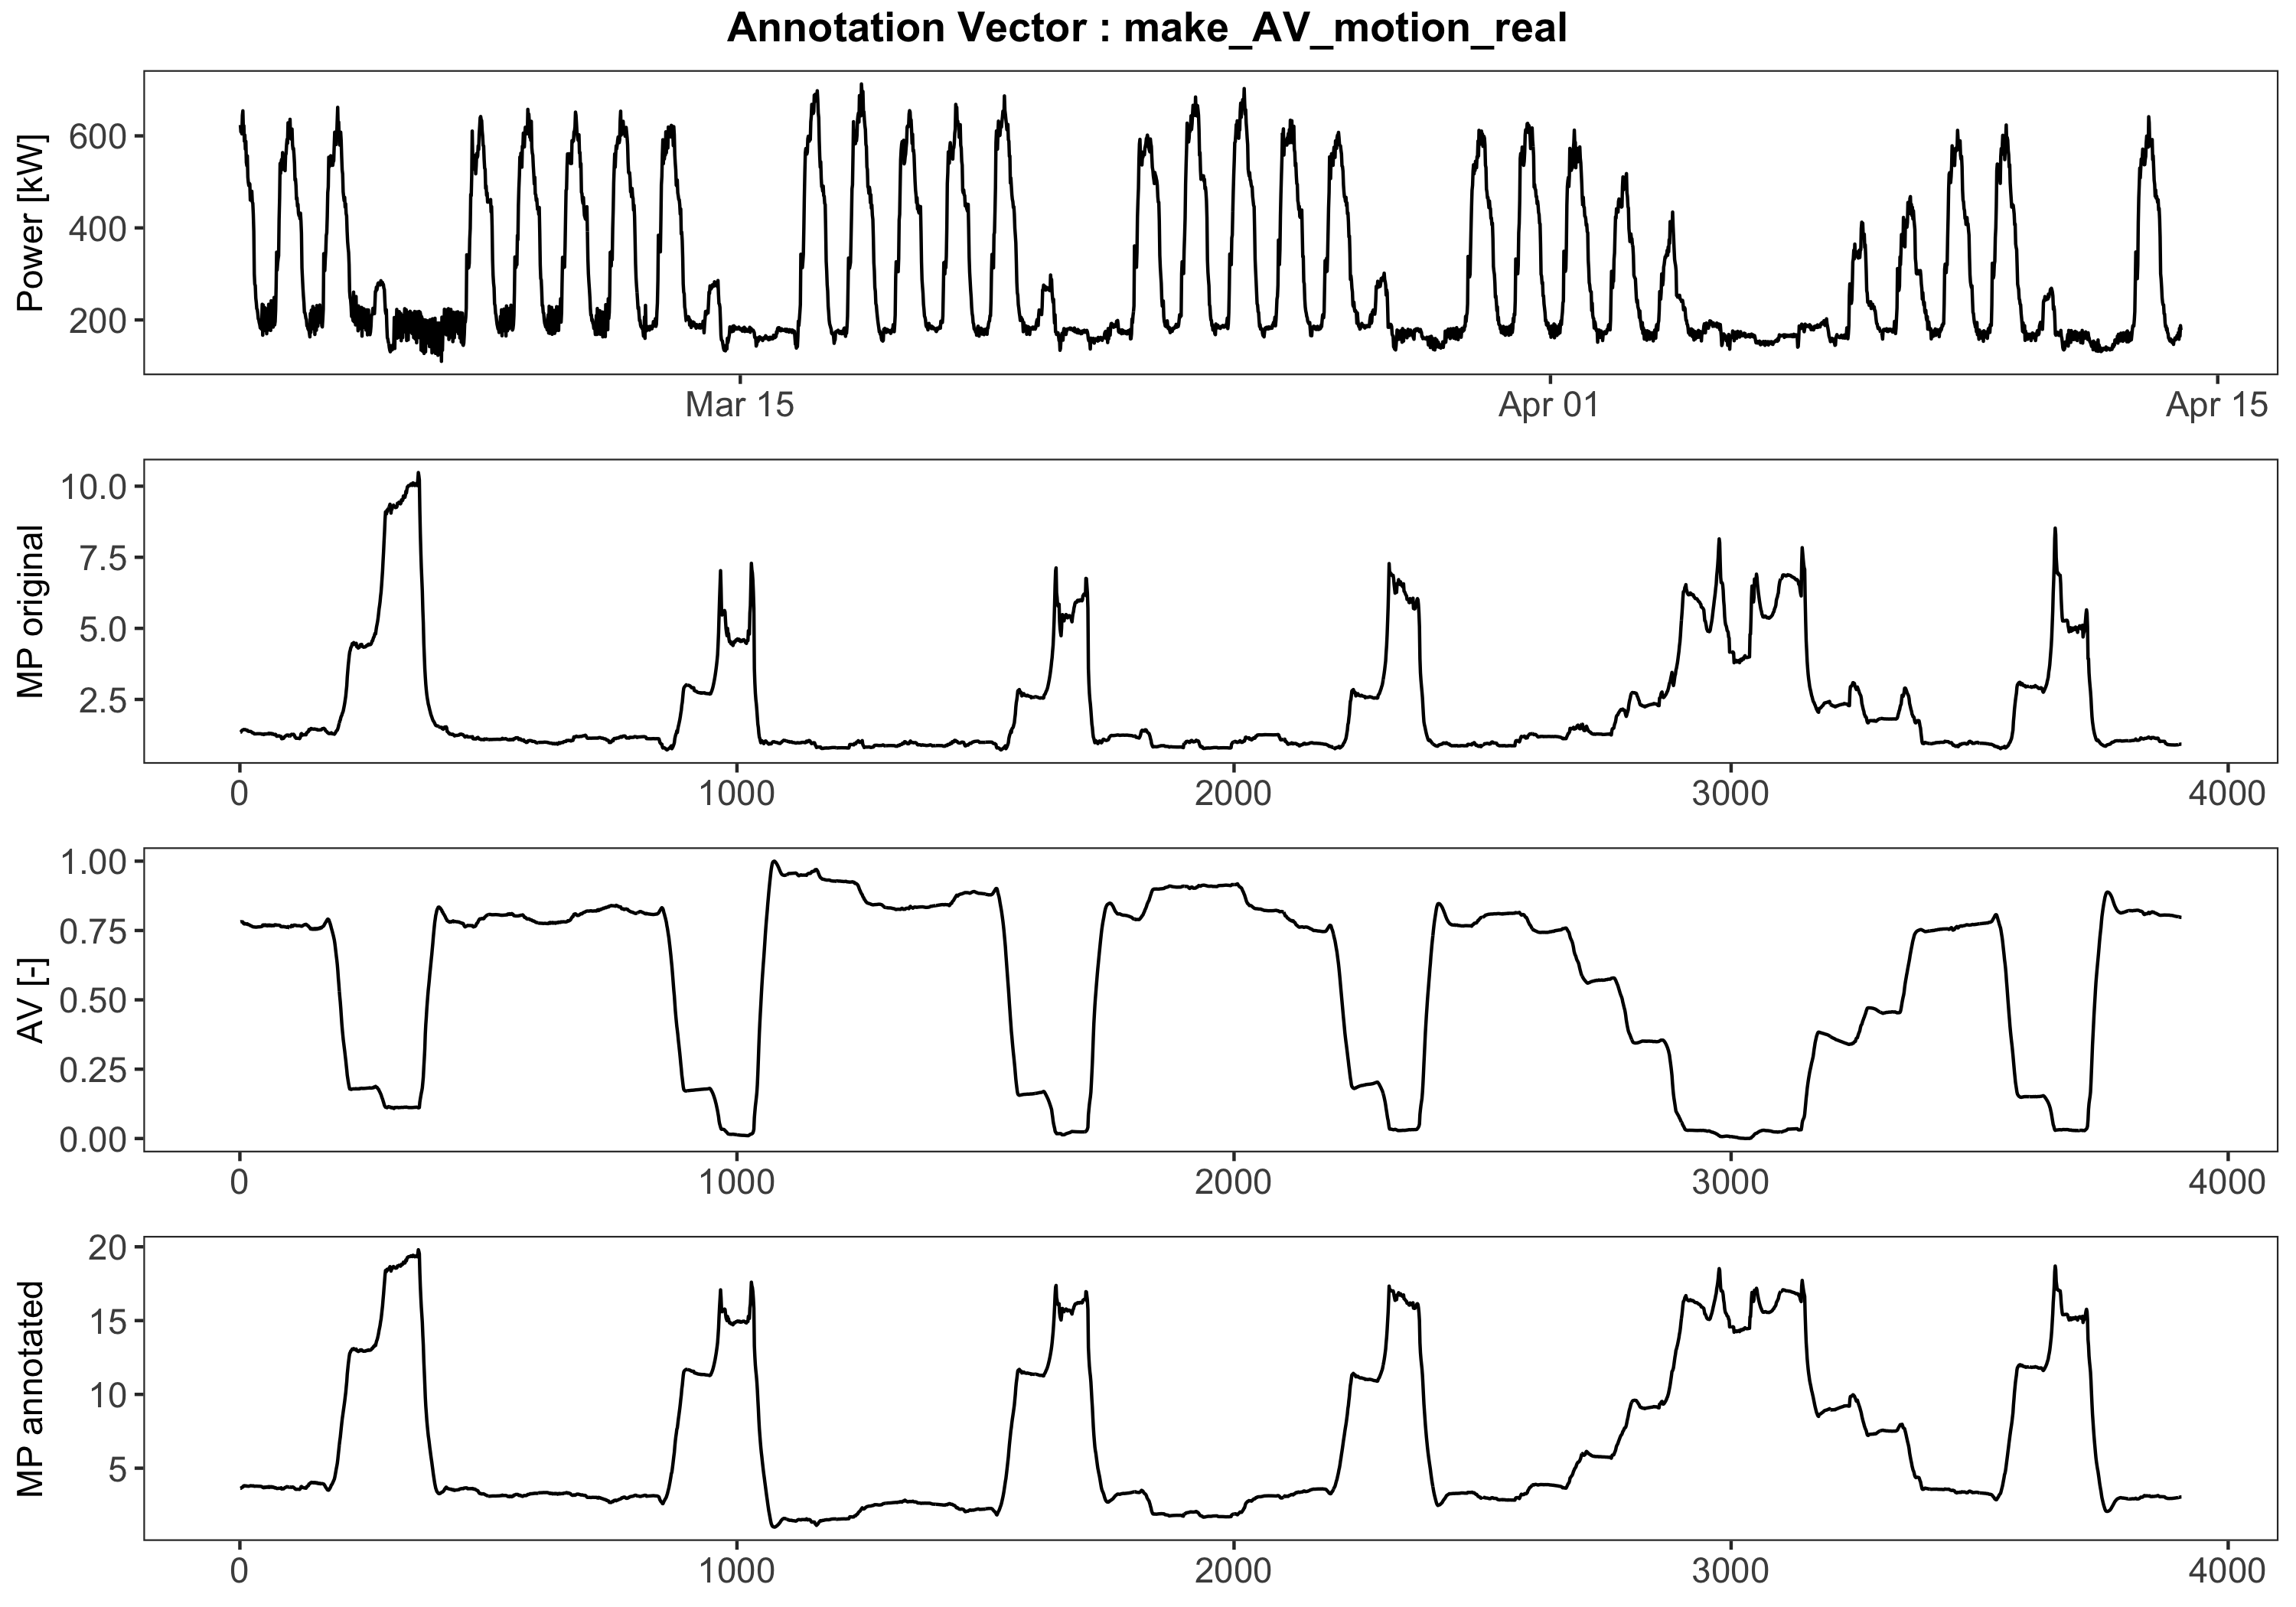 Annotation Vector : make_AV_motion_real
Power [kW]
600
400
200
Mar 15 Apr 01 Apr 15
MP original
10.0
7.5
5.0
2.5
0 1000 2000 3000 4000
AV [-]
1.00
0.75
0.50
0.25
0.00
0 1000 2000 3000 4000
MP annotated
20
15
10
5
0 1000 2000 3000 4000